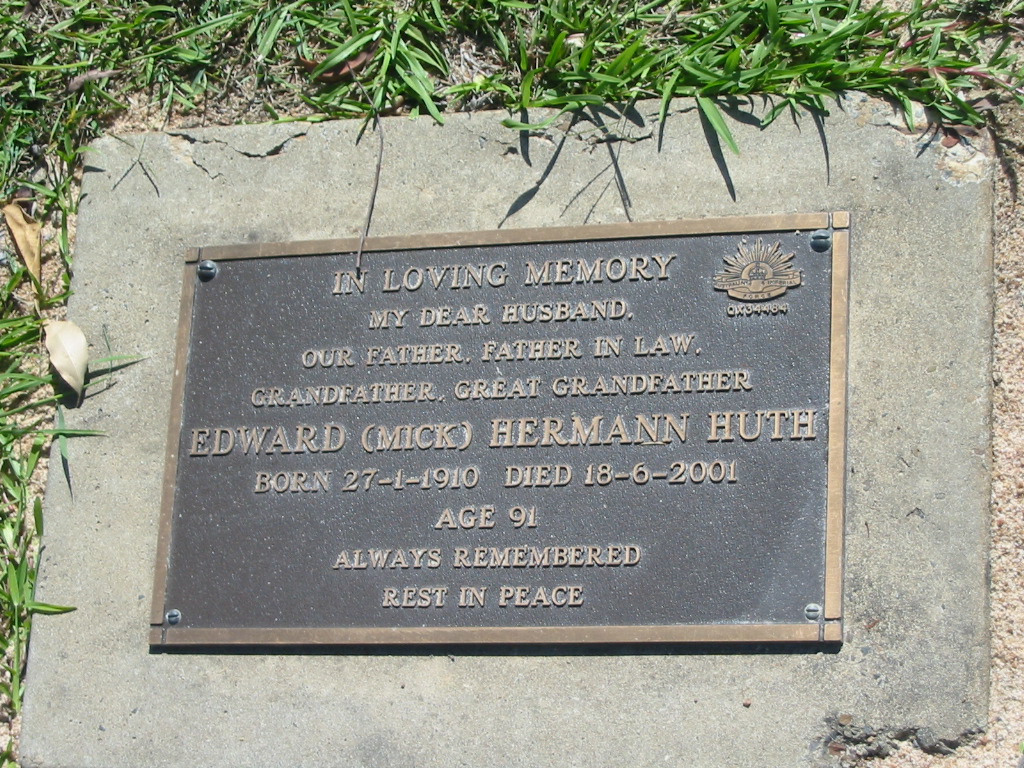 IN LOVING MEMORY
MY DEAR HUSBAND,
OUR FATHER, FATHER IN LAW,
GRANDFATHER, GREAT GRANDFATHER
EDWARD (MICK) HERMANN HUTH
BORN 27-1-1910 DIED 18-6-2001
AGE 91
ALWAYS REMEMBERED
REST IN PEACE
QX34484